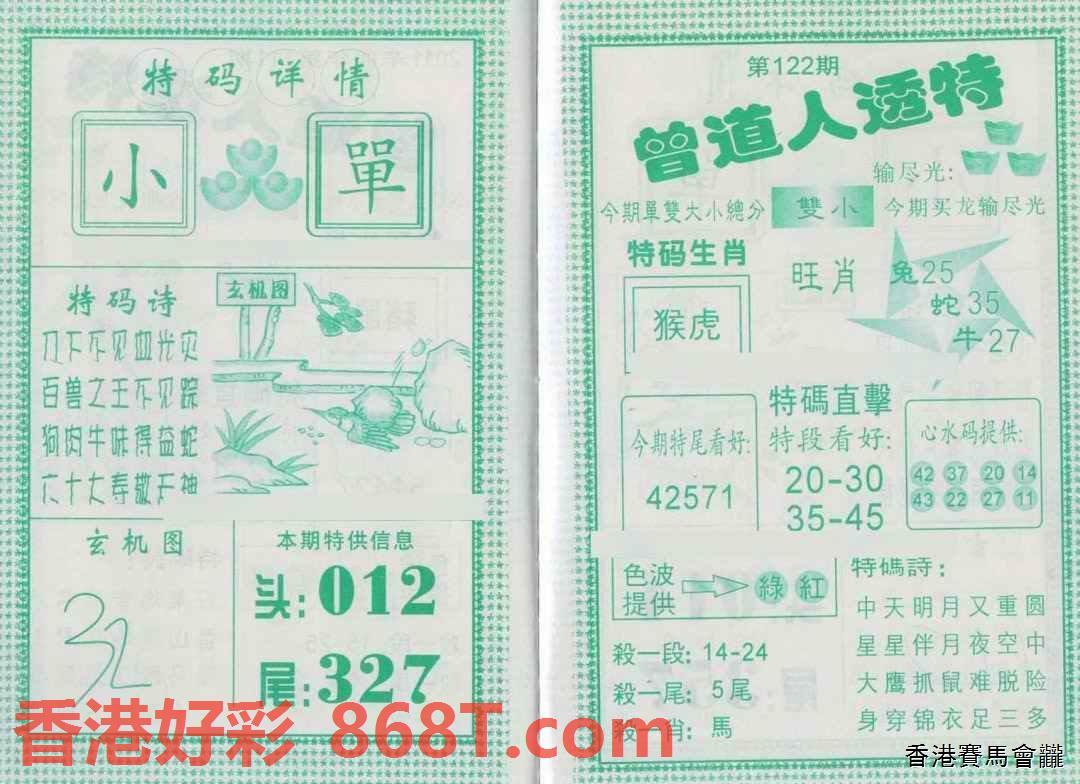 特码详情
小 單
特码诗
玄机图
刀下不见血光灾
百兽之王不见踪
狗肉牛味得益蛇
六十大寿敬天神
玄机图
32
本期特供信息
头:012
尾:327
第122期
曾道人透特
输尽光:
今期單雙大小總分 雙小 今期买龙输尽光
特码生肖
猴虎
旺肖
兔25
蛇35
牛27
今期特尾看好:
42571
特碼直擊
特段看好:
20-30
35-45
心水码提供:
42 37 20 14
43 22 27 11
色波
提供
綠 紅
殺一段: 14-24
殺一尾: 5尾
殺一肖: 馬
特碼詩:
中天明月又重圆
星星伴月夜空中
大鹰抓鼠难脱险
身穿锦衣足三多
香港好彩 868T.com
香港賽馬會